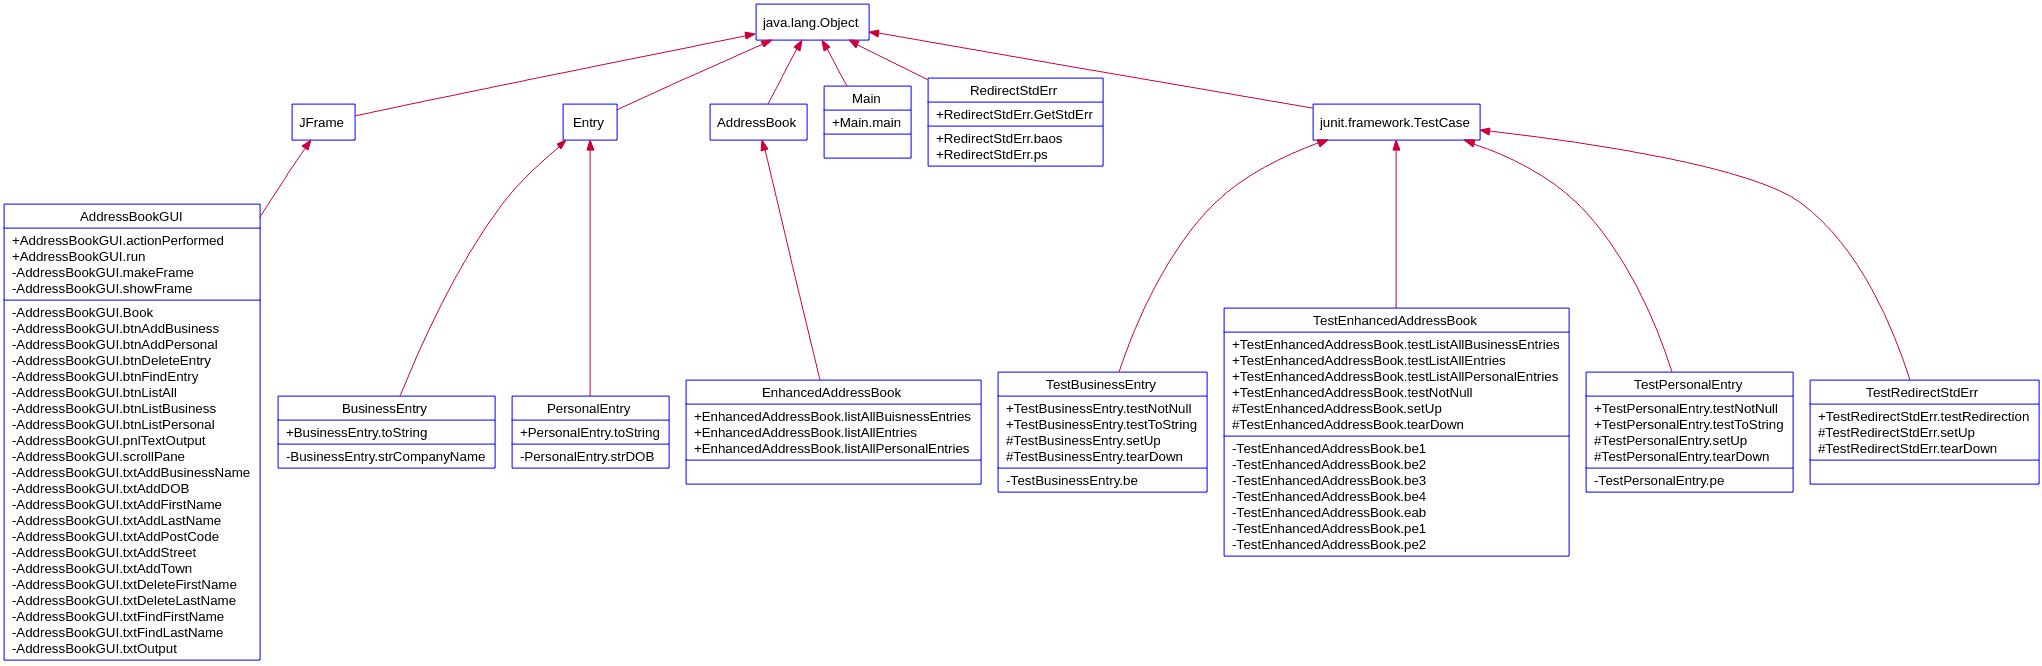 java.lang.Object
JFrame
Entry
AddressBook
Main
+Main.main
RedirectStdErr
+RedirectStdErr.GetStdErr
+RedirectStdErr.baos
+RedirectStdErr.ps
junit.framework.TestCase
AddressBookGUI
+AddressBookGUI.actionPerformed
+AddressBookGUI.run
-AddressBookGUI.makeFrame
-AddressBookGUI.showFrame
-AddressBookGUI.Book
-AddressBookGUI.btnAddBusiness
-AddressBookGUI.btnAddPersonal
-AddressBookGUI.btnDeleteEntry
-AddressBookGUI.btnFindEntry
-AddressBookGUI.btnListAll
-AddressBookGUI.btnListBusiness
-AddressBookGUI.btnListPersonal
-AddressBookGUI.pnlTextOutput
-AddressBookGUI.scrollPane
-AddressBookGUI.txtAddBusinessName
-AddressBookGUI.txtAddDOB
-AddressBookGUI.txtAddFirstName
-AddressBookGUI.txtAddLastName
-AddressBookGUI.txtAddPostCode
-AddressBookGUI.txtAddStreet
-AddressBookGUI.txtAddTown
-AddressBookGUI.txtDeleteFirstName
-AddressBookGUI.txtDeleteLastName
-AddressBookGUI.txtFindFirstName
-AddressBookGUI.txtFindLastName
-AddressBookGUI.txtOutput
BusinessEntry
+BusinessEntry.toString
-BusinessEntry.strCompanyName
PersonalEntry
+PersonalEntry.toString
-PersonalEntry.strDOB
EnhancedAddressBook
+EnhancedAddressBook.listAllBuisnessEntries
+EnhancedAddressBook.listAllEntries
+EnhancedAddressBook.listAllPersonalEntries
TestBusinessEntry
+TestBusinessEntry.testNotNull
+TestBusinessEntry.testToString
#TestBusinessEntry.setUp
#TestBusinessEntry.tearDown
-TestBusinessEntry.be
TestEnhancedAddressBook
+TestEnhancedAddressBook.testListAllBusinessEntries
+TestEnhancedAddressBook.testListAllEntries
+TestEnhancedAddressBook.testListAllPersonalEntries
+TestEnhancedAddressBook.testNotNull
#TestEnhancedAddressBook.setUp
#TestEnhancedAddressBook.tearDown
-TestEnhancedAddressBook.be1
-TestEnhancedAddressBook.be2
-TestEnhancedAddressBook.be3
-TestEnhancedAddressBook.be4
-TestEnhancedAddressBook.eab
-TestEnhancedAddressBook.pe1
-TestEnhancedAddressBook.pe2
TestPersonalEntry
+TestPersonalEntry.testNotNull
+TestPersonalEntry.testToString
#TestPersonalEntry.setUp
#TestPersonalEntry.tearDown
-TestPersonalEntry.pe
TestRedirectStdErr
+TestRedirectStdErr.testRedirection
#TestRedirectStdErr.setUp
#TestRedirectStdErr.tearDown